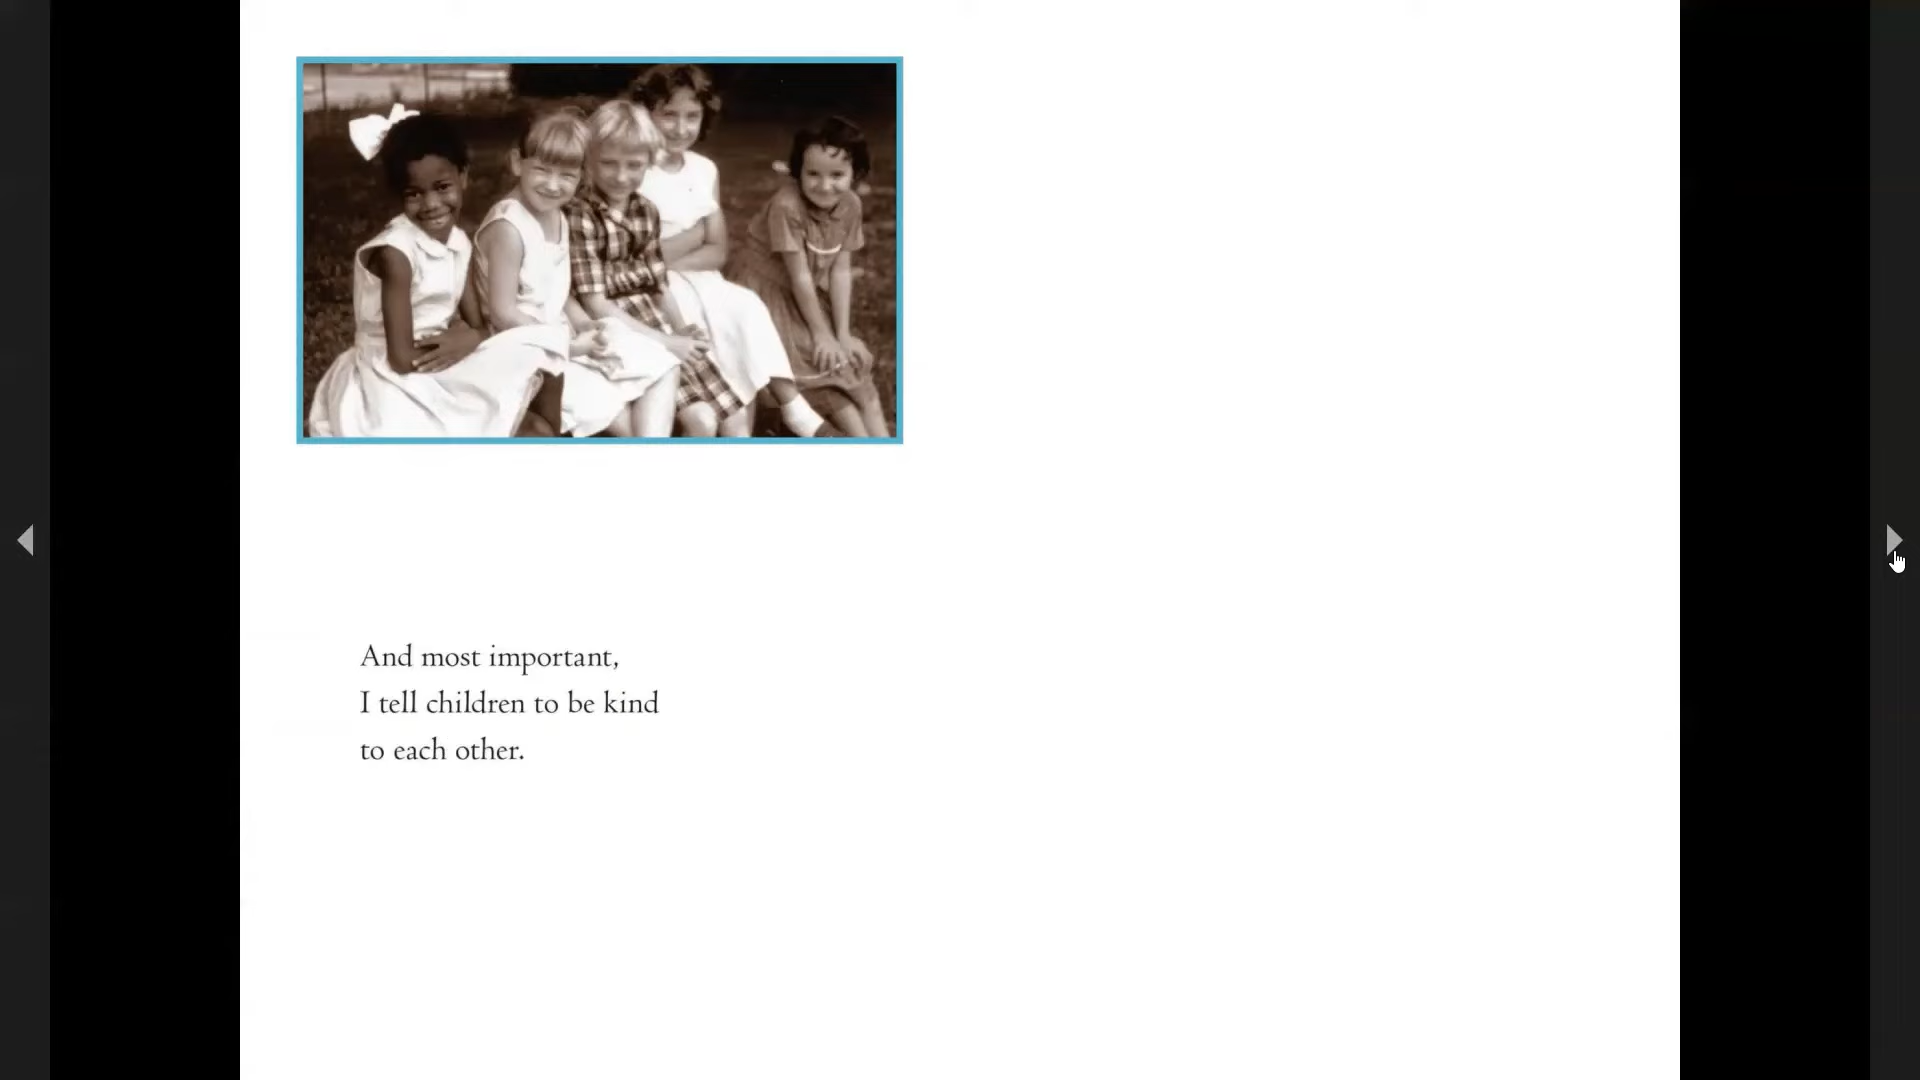 And most important,
I tell children to be kind
to each other.